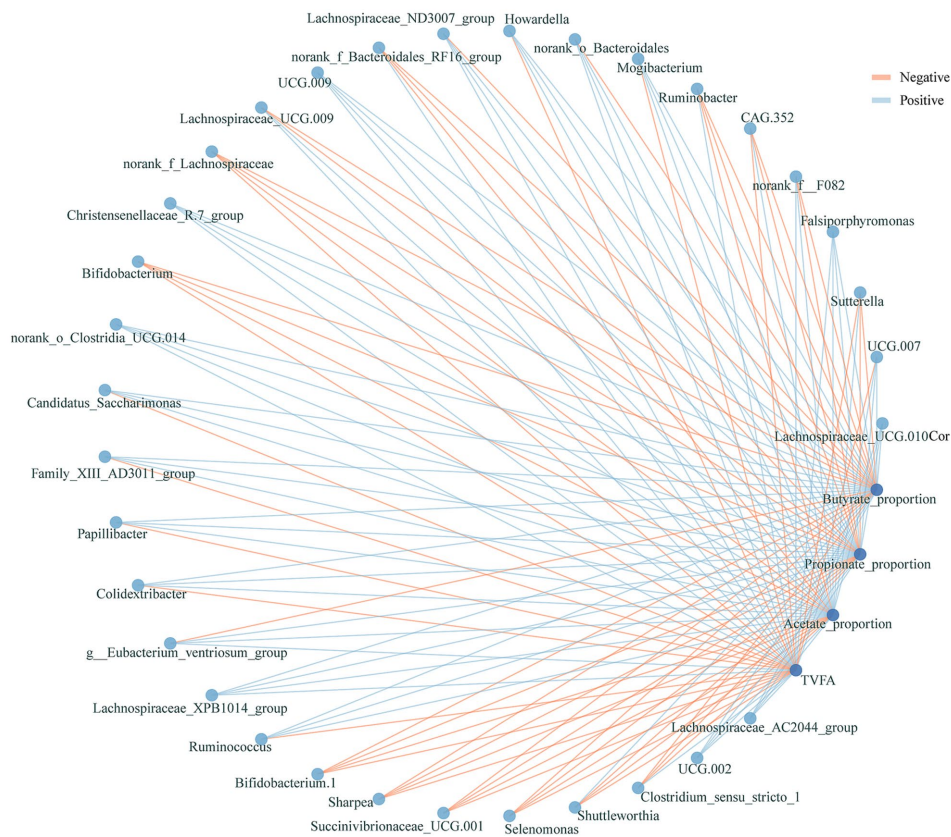 Lachnospiraceae_ND3007_group
Howardella
norank_o_Bacteroidales
norank_f_Bacteroidales_RF16_group
Mogibacterium
UCG.009
Ruminobacter
Negative
Positive
Lachnospiraceae_UCG.009
CAG.352
norank_f_Lachnospiraceae
norank_f__F082
Christensenellaceae_R.7_group
Falsiporphyromonas
Bifidobacterium
Sutterella
norank_o_Clostridia_UCG.014
UCG.007
Candidatus_Saccharimonas
Lachnospiraceae_UCG.010Cor
Family_XIII_AD3011_group
Butyrate_proportion
Papillibacter
Propionate_proportion
Colidextribacter
Acetate_proportion
g__Eubacterium_ventriosum_group
TVFA
Lachnospiraceae_XPB1014_group
Lachnospiraceae_AC2044_group
Ruminococcus
UCG.002
Bifidobacterium.1
Clostridium_sensu_stricto_1
Sharpea
Shuttleworthia
Succinivibrionaceae_UCG.001
Selenomonas